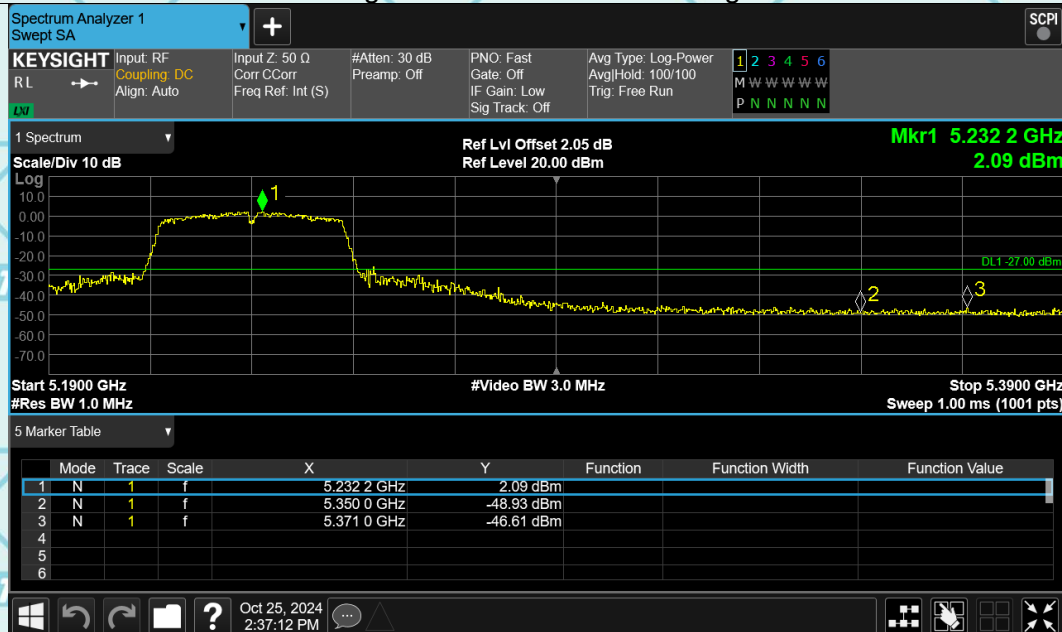 Spectrum Analyzer 1
Swept SA
+
SCPI
KEYSIGHT
RL
LXI
Input: RF
Coupling: DC
Align: Auto
Input Z: 50 Ω
Corr CCorr
Freq Ref: Int (S)
#Atten: 30 dB
Preamp: Off
PNO: Fast
Gate: Off
IF Gain: Low
Sig Track: Off
Avg Type: Log-Power
Avg|Hold: 100/100
Trig: Free Run
1 2 3 4 5 6
M W W W W W
P N N N N N
1 Spectrum
Scale/Div 10 dB
Ref Lvl Offset 2.05 dB
Ref Level 20.00 dBm
Mkr1 5.232 2 GHz
2.09 dBm
Log
10.0
0.00
-10.0
-20.0
-30.0
-40.0
-50.0
-60.0
-70.0
1
DL1 -27.00 dBm
2
3
Start 5.1900 GHz
#Video BW 3.0 MHz
Stop 5.3900 GHz
#Res BW 1.0 MHz
Sweep 1.00 ms (1001 pts)
5 Marker Table
Mode Trace Scale X Y Function Function Width Function Value
1 N 1 f 5.232 2 GHz 2.09 dBm
2 N 1 f 5.350 0 GHz -48.93 dBm
3 N 1 f 5.371 0 GHz -46.61 dBm
4
5
6
?
Oct 25, 2024
2:37:12 PM